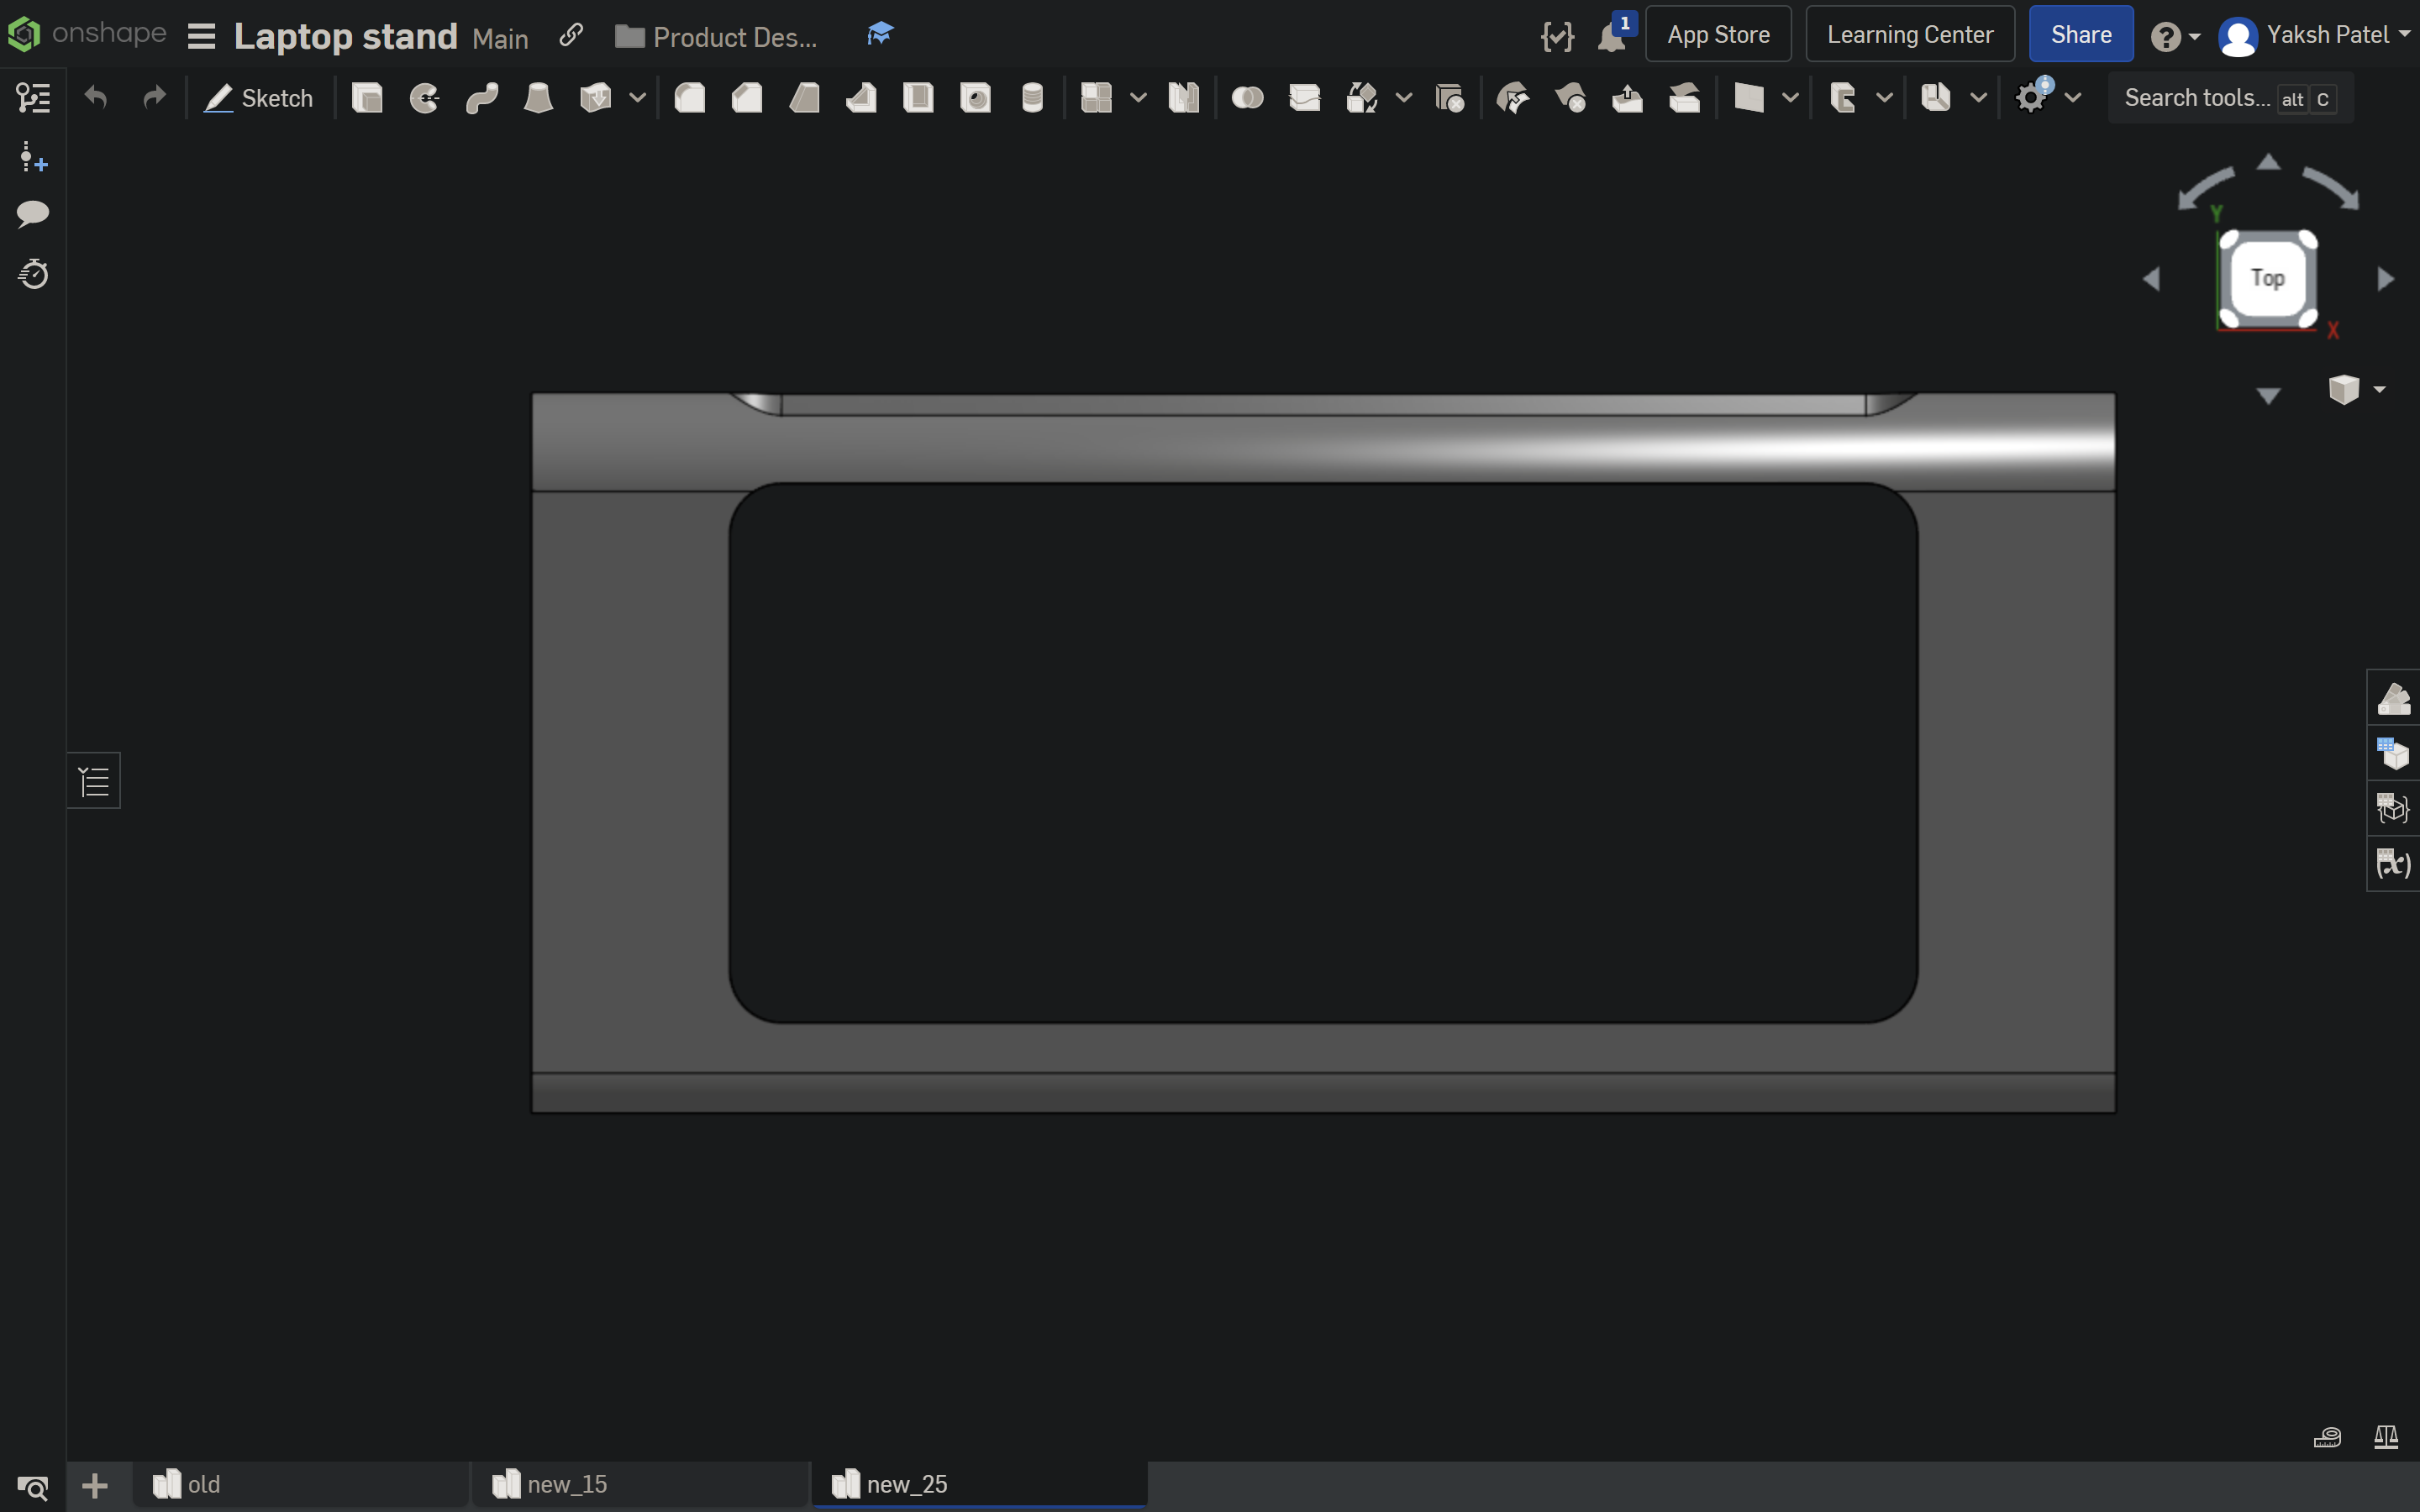 onshape Laptop stand Main Product Des... 1 App Store Learning Center Share ? Yaksh Patel
Sketch Search tools... alt C
Y
Top
X
(x)
old new_15 new_25